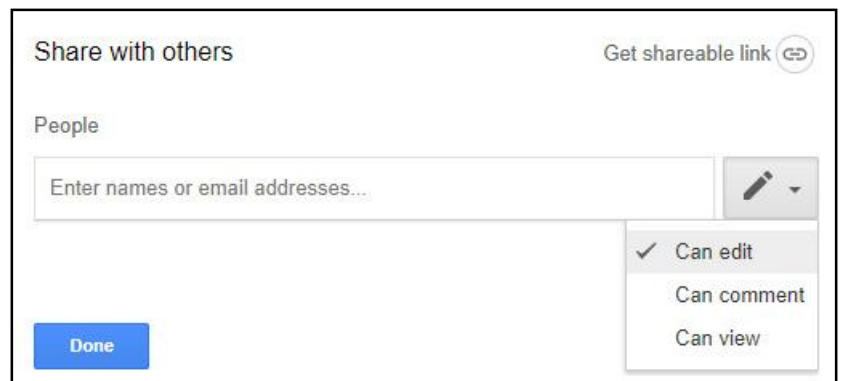 Share with others
Get shareable link
People
Enter names or email addresses...
Can edit
Can comment
Can view
Done